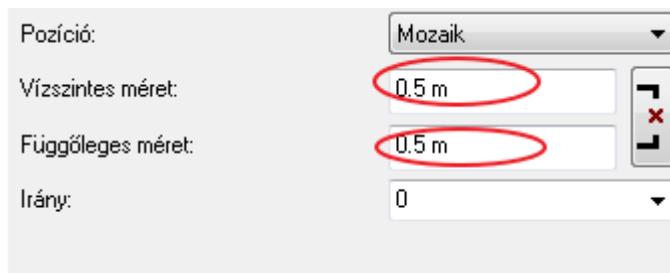 Pozíció: Mozaik
Vízszintes méret: 0.5 m
Függőleges méret: 0.5 m
Irány: 0